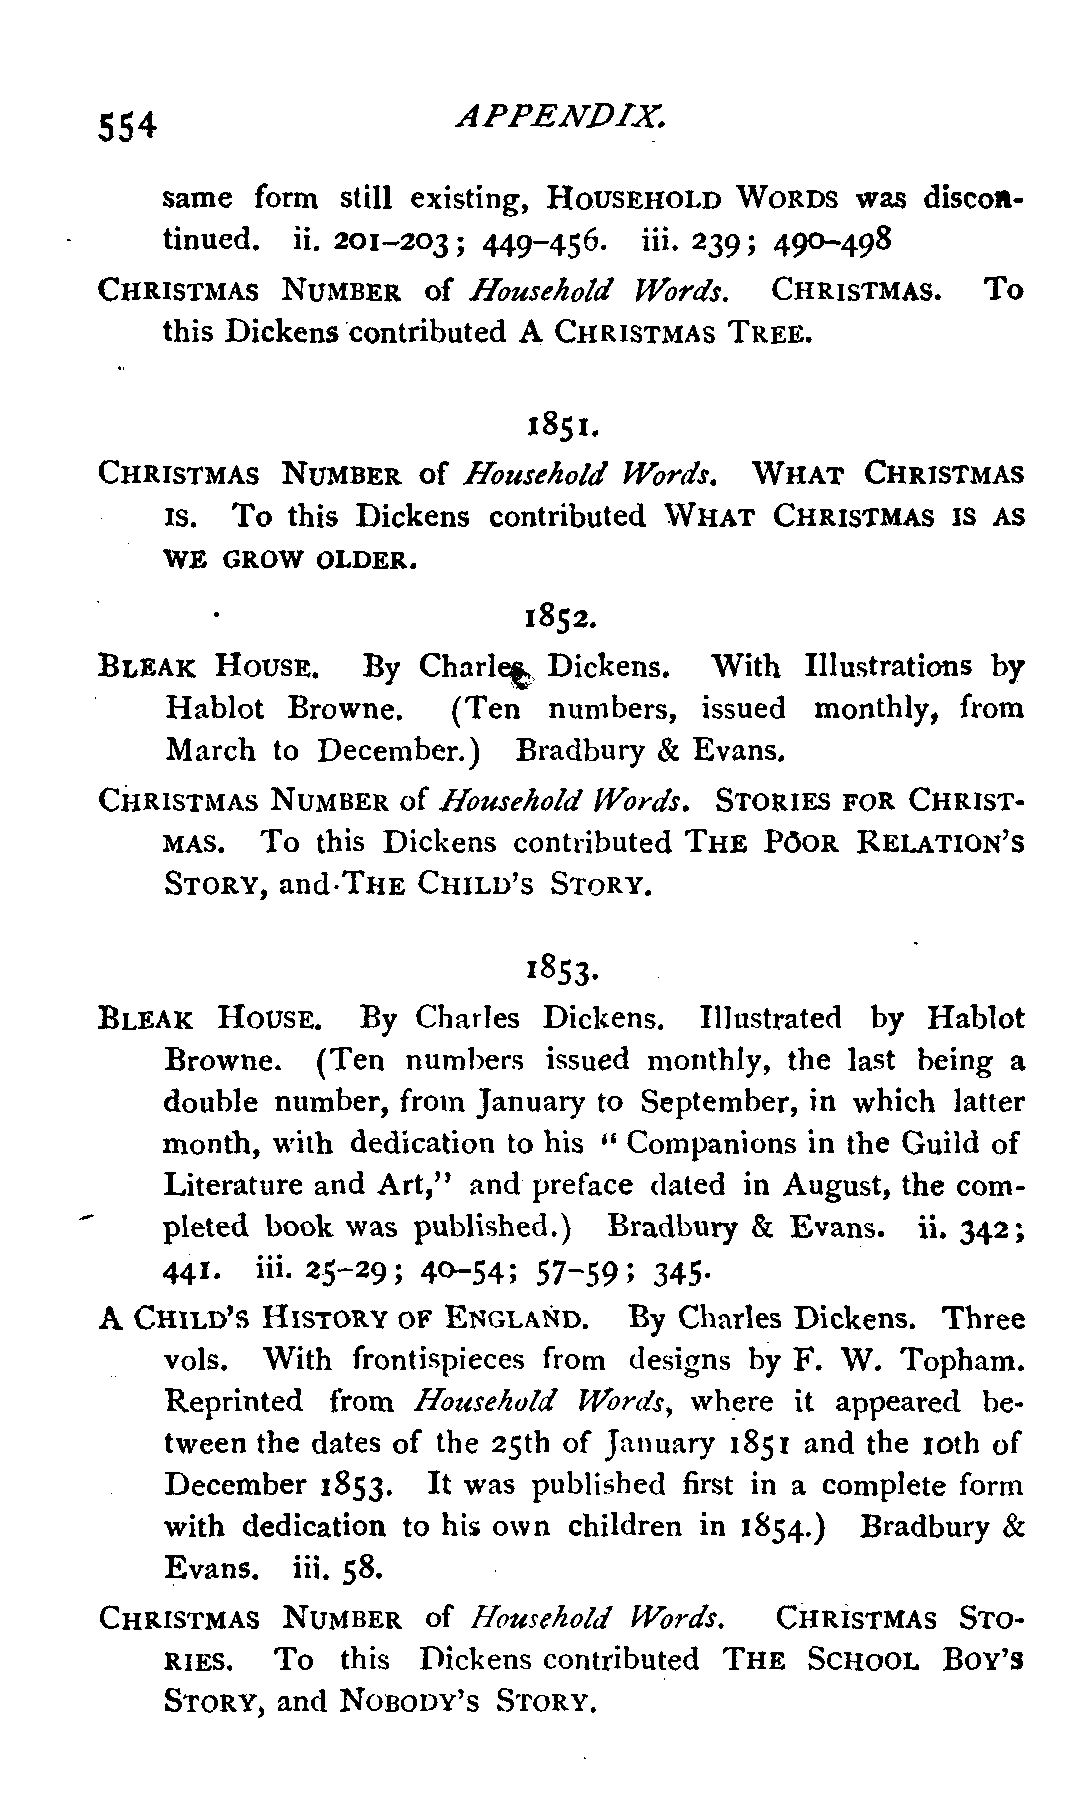 554 APPENDIX.
same form still existing, HOUSEHOLD WORDS was discon-
tinued. ii. 201–203; 449–456. iii. 239; 490–498
CHRISTMAS NUMBER of Household Words. CHRISTMAS. To
this Dickens contributed A CHRISTMAS TREE.
1851.
CHRISTMAS NUMBER of Household Words. WHAT CHRISTMAS
IS. To this Dickens contributed WHAT CHRISTMAS IS AS
WE GROW OLDER.
1852.
BLEAK HOUSE. By Charles Dickens. With Illustrations by
Hablot Browne. (Ten numbers, issued monthly, from
March to December.) Bradbury & Evans.
CHRISTMAS NUMBER of Household Words. STORIES FOR CHRIST-
MAS. To this Dickens contributed THE POOR RELATION'S
STORY, and THE CHILD'S STORY.
1853.
BLEAK HOUSE. By Charles Dickens. Illustrated by Hablot
Browne. (Ten numbers issued monthly, the last being a
double number, from January to September, in which latter
month, with dedication to his "Companions in the Guild of
Literature and Art," and preface dated in August, the com-
pleted book was published.) Bradbury & Evans. ii. 342;
441. iii. 25–29; 40–54; 57–59; 345.
A CHILD'S HISTORY OF ENGLAND. By Charles Dickens. Three
vols. With frontispieces from designs by F. W. Topham.
Reprinted from Household Words, where it appeared be-
tween the dates of the 25th of January 1851 and the 10th of
December 1853. It was published first in a complete form
with dedication to his own children in 1854.) Bradbury &
Evans. iii. 58.
CHRISTMAS NUMBER of Household Words. CHRISTMAS STO-
RIES. To this Dickens contributed THE SCHOOL BOY'S
STORY, and NOBODY'S STORY.